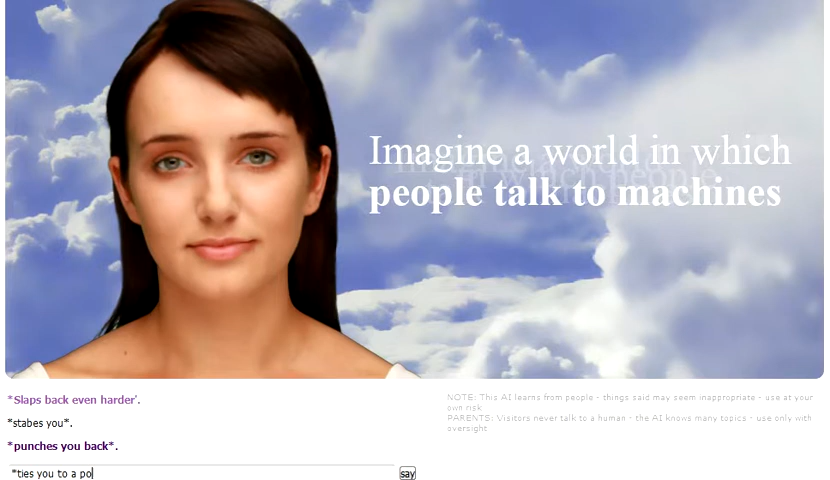 Imagine a world in which
people talk to machines
*Slaps back even harder'.
*stabes you*.
*punches you back*.
*ties you to a po
say
NOTE: This AI learns from people - things said may seem inappropriate - use at your
own risk
PARENTS: Visitors never talk to a human - the AI knows many topics - use only with
oversight